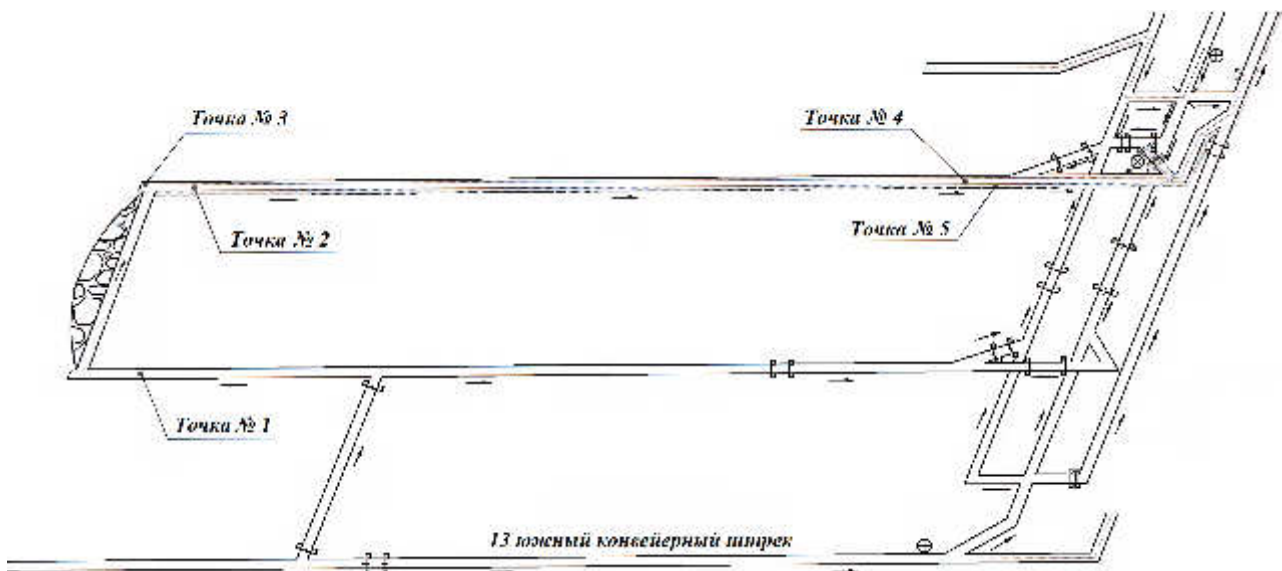 Точка № 3
Точка № 4
Точка № 2
Точка № 5
Точка № 1
13 южный конвейерный штрек